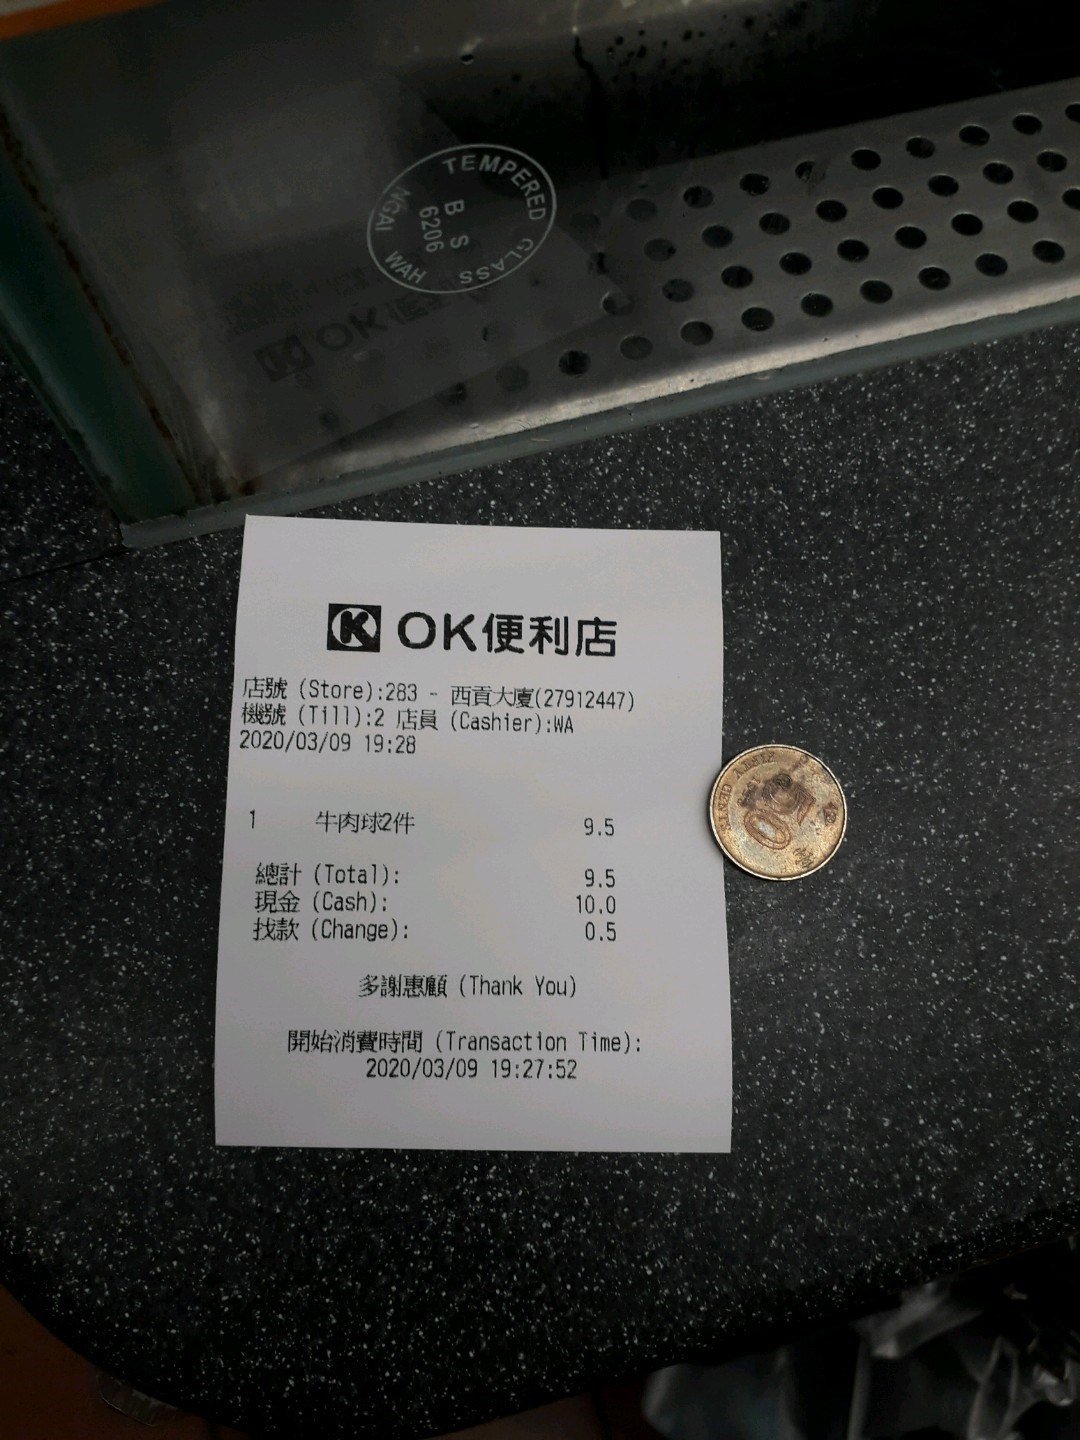 TEMPERED GLASS
NGAI WAH
B S
6206
OK便利店
店號 (Store):283 - 西貢大廈(27912447)
機號 (Till):2 店員 (Cashier):WA
2020/03/09 19:28
1 牛肉球2件 9.5
總計 (Total): 9.5
現金 (Cash): 10.0
找款 (Change): 0.5
多謝惠顧 (Thank You)
開始消費時間 (Transaction Time):
2020/03/09 19:27:52
50